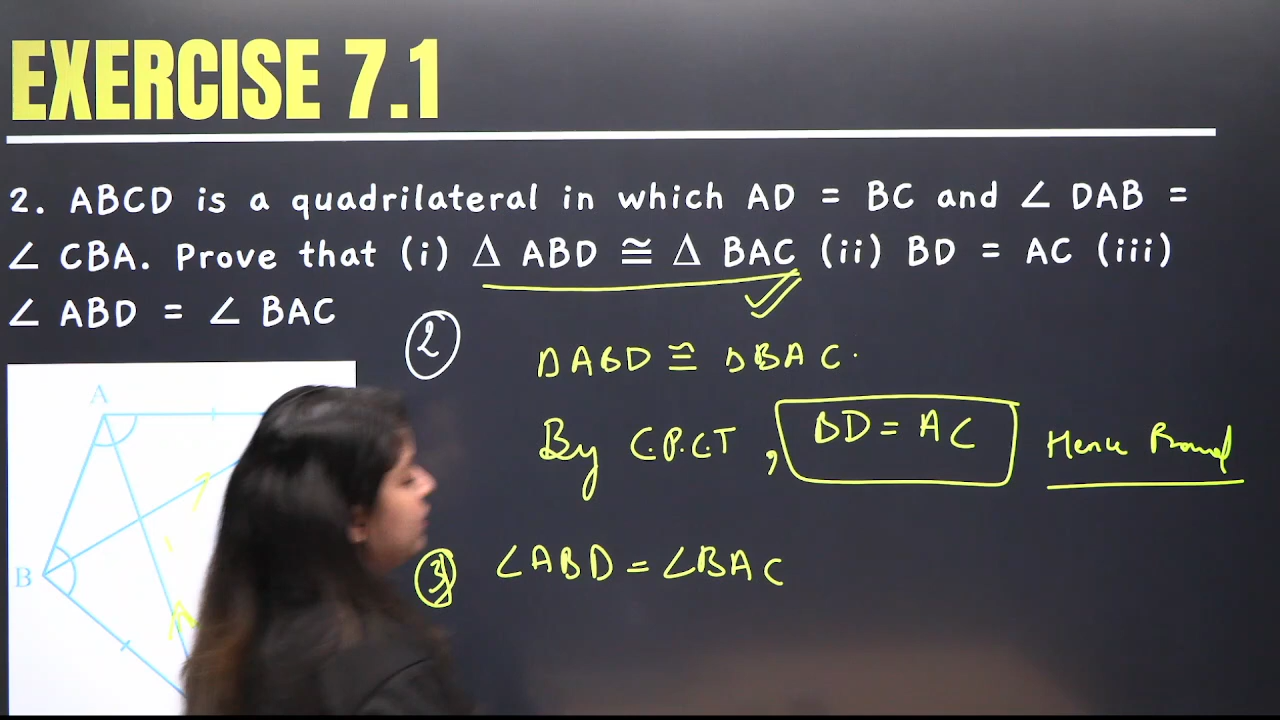 EXERCISE 7.1
2. ABCD is a quadrilateral in which AD = BC and ∠ DAB =
∠ CBA. Prove that (i) Δ ABD ≅ Δ BAC (ii) BD = AC (iii)
∠ ABD = ∠ BAC
2
ΔABD ≅ ΔBAC.
By C.P.C.T, BD = AC Hence Proved
3 ∠ABD = ∠BAC
A
B